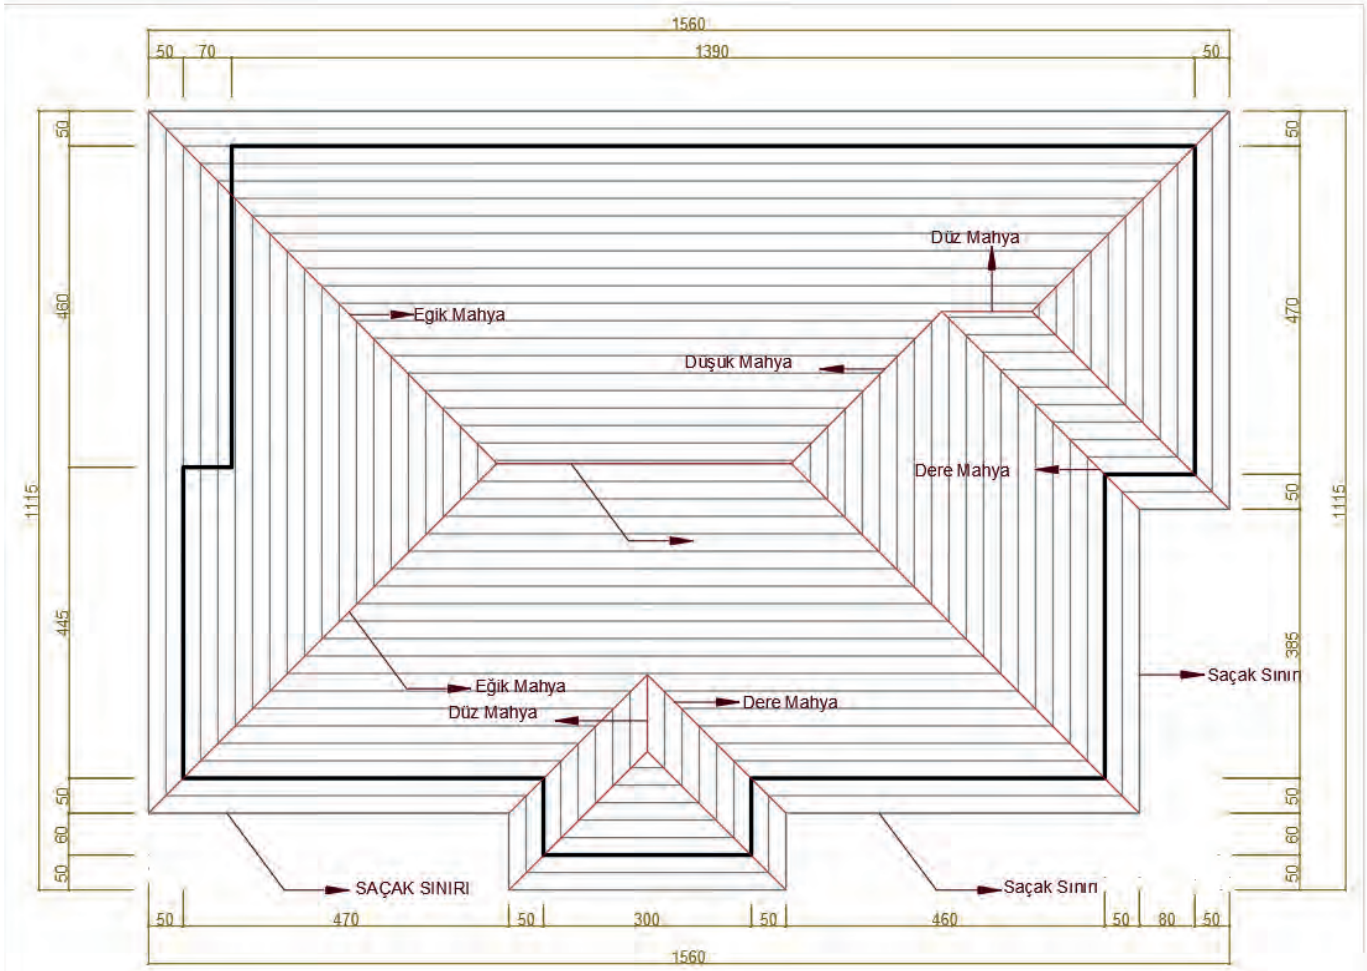 1560
50 70 1390 50
50
50
Düz Mahya
460
Egik Mahya
470
Düşük Mahya
Dere Mahya
1115
50
1115
445
385
Saçak Sınırı
Eğik Mahya
Dere Mahya
Düz Mahya
50
50
60
60
50
50
SAÇAK SINIRI
Saçak Sınırı
50 470 50 300 50 460 50 80 50
1560